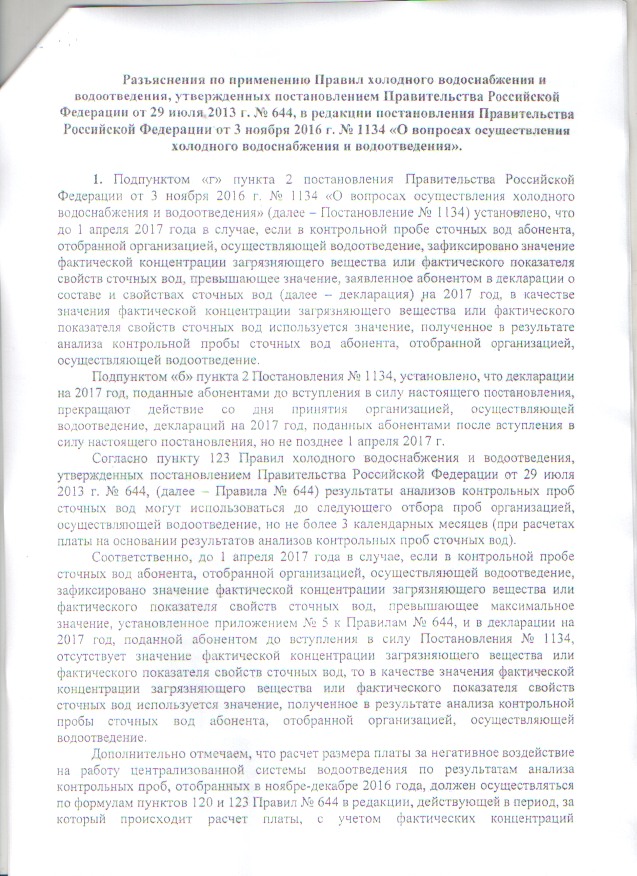 Разъяснения по применению Правил холодного водоснабжения и
водоотведения, утвержденных постановлением Правительства Российской
Федерации от 29 июля 2013 г. № 644, в редакции постановления Правительства
Российской Федерации от 3 ноября 2016 г. № 1134 «О вопросах осуществления
холодного водоснабжения и водоотведения».
1. Подпунктом «г» пункта 2 постановления Правительства Российской
Федерации от 3 ноября 2016 г. № 1134 «О вопросах осуществления холодного
водоснабжения и водоотведения» (далее – Постановление № 1134) установлено, что
до 1 апреля 2017 года в случае, если в контрольной пробе сточных вод абонента,
отобранной организацией, осуществляющей водоотведение, зафиксировано значение
фактической концентрации загрязняющего вещества или фактического показателя
свойств сточных вод, превышающее значение, заявленное абонентом в декларации о
составе и свойствах сточных вод (далее – декларация) на 2017 год, в качестве
значения фактической концентрации загрязняющего вещества или фактического
показателя свойств сточных вод используется значение, полученное в результате
анализа контрольной пробы сточных вод абонента, отобранной организацией,
осуществляющей водоотведение.
Подпунктом «б» пункта 2 Постановления № 1134, установлено, что декларации
на 2017 год, поданные абонентами до вступления в силу настоящего постановления,
прекращают действие со дня принятия организацией, осуществляющей
водоотведение, деклараций на 2017 год, поданных абонентами после вступления в
силу настоящего постановления, но не позднее 1 апреля 2017 г.
Согласно пункту 123 Правил холодного водоснабжения и водоотведения,
утвержденных постановлением Правительства Российской Федерации от 29 июля
2013 г. № 644, (далее – Правила № 644) результаты анализов контрольных проб
сточных вод могут использоваться до следующего отбора проб организацией,
осуществляющей водоотведение, но не более 3 календарных месяцев (при расчетах
платы на основании результатов анализов контрольных проб сточных вод).
Соответственно, до 1 апреля 2017 года в случае, если в контрольной пробе
сточных вод абонента, отобранной организацией, осуществляющей водоотведение,
зафиксировано значение фактической концентрации загрязняющего вещества или
фактического показателя свойств сточных вод, превышающее максимальное
значение, установленное приложением № 5 к Правилам № 644, и в декларации на
2017 год, поданной абонентом до вступления в силу Постановления № 1134,
отсутствует значение фактической концентрации загрязняющего вещества или
фактического показателя свойств сточных вод, то в качестве значения фактической
концентрации загрязняющего вещества или фактического показателя свойств
сточных вод используется значение, полученное в результате анализа контрольной
пробы сточных вод абонента, отобранной организацией, осуществляющей
водоотведение.
Дополнительно отмечаем, что расчет размера платы за негативное воздействие
на работу централизованной системы водоотведения по результатам анализа
контрольных проб, отобранных в ноябре-декабре 2016 года, должен осуществляться
по формулам пунктов 120 и 123 Правил № 644 в редакции, действующей в период, за
который происходит расчет платы, с учетом фактических концентраций